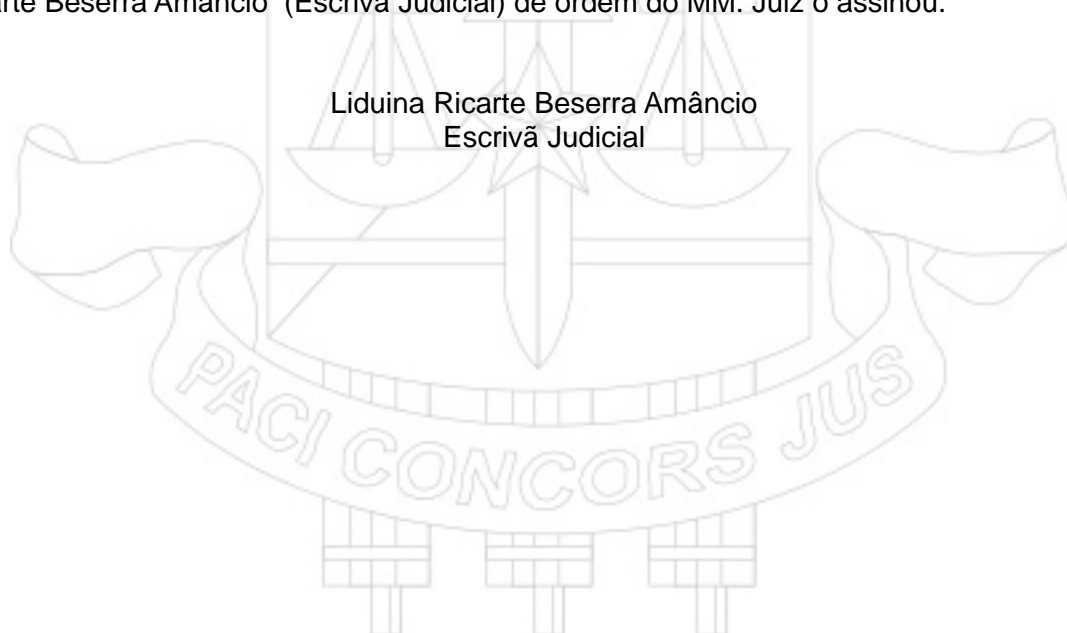 arte Beserra Amâncio (Escrivã Judicial) de ordem do MM. Juiz o assinou.
Liduina Ricarte Beserra Amâncio
Escrivã Judicial
PACI CONCORS JUS